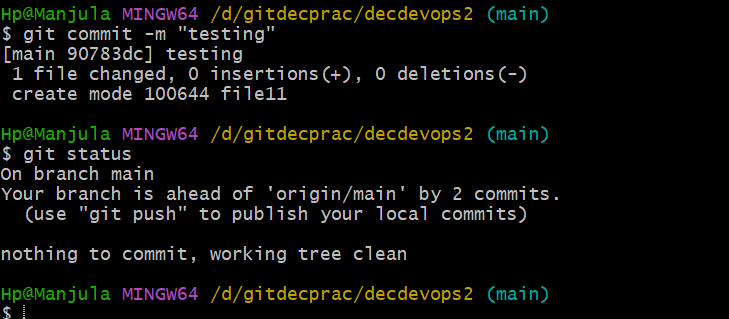 Hp@Manjula MINGW64 /d/gitdecprac/decdevops2 (main)
$ git commit -m "testing"
[main 90783dc] testing
 1 file changed, 0 insertions(+), 0 deletions(-)
 create mode 100644 file11

Hp@Manjula MINGW64 /d/gitdecprac/decdevops2 (main)
$ git status
On branch main
Your branch is ahead of 'origin/main' by 2 commits.
  (use "git push" to publish your local commits)

nothing to commit, working tree clean

Hp@Manjula MINGW64 /d/gitdecprac/decdevops2 (main)
$